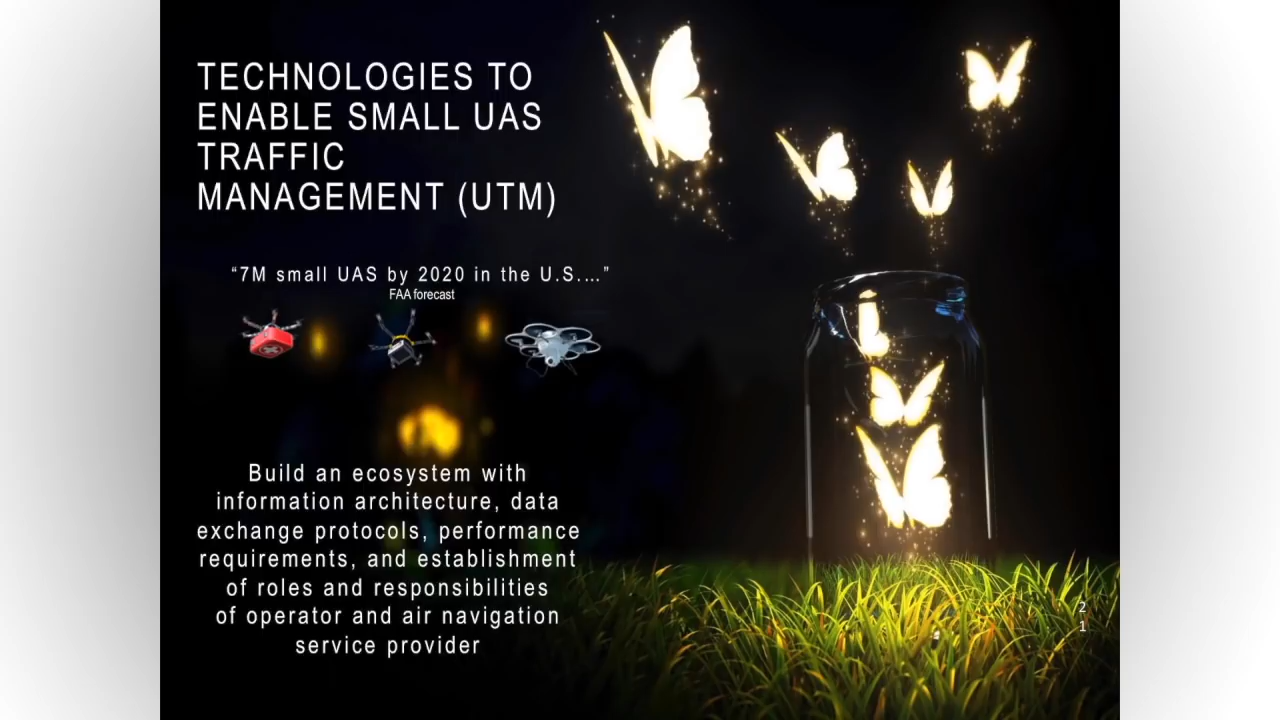 TECHNOLOGIES TO
ENABLE SMALL UAS
TRAFFIC
MANAGEMENT (UTM)
“7M small UAS by 2020 in the U.S.…”
FAA forecast
Build an ecosystem with
information architecture, data
exchange protocols, performance
requirements, and establishment
of roles and responsibilities
of operator and air navigation
service provider
2
1